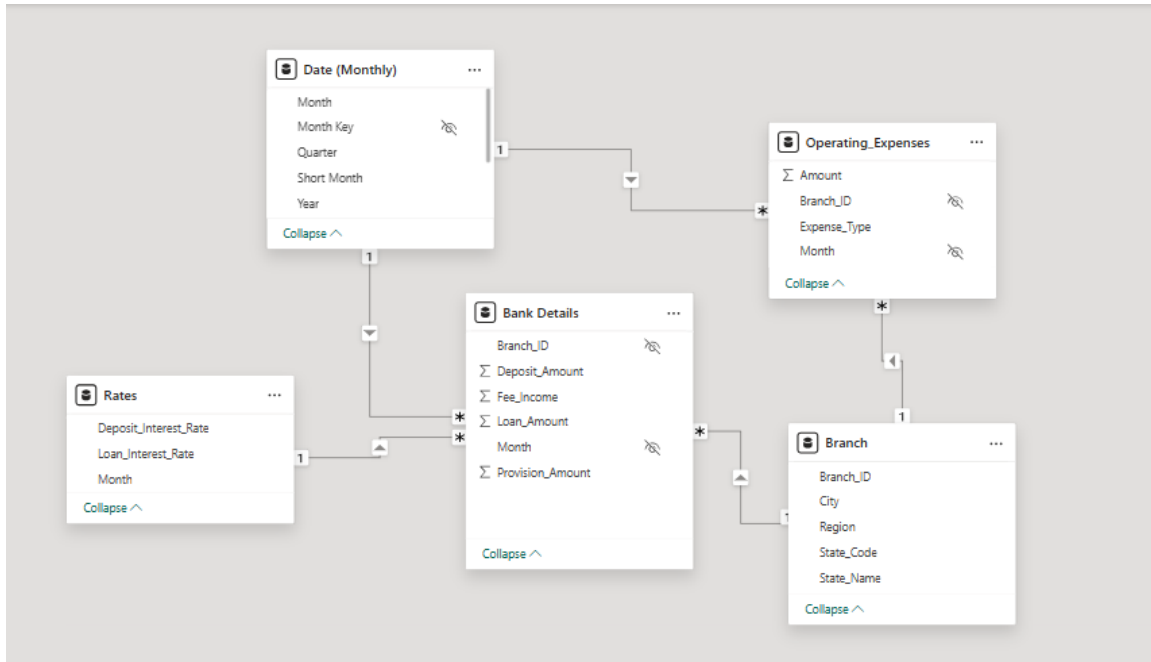 Date (Monthly)
Month
Month Key
Quarter
Short Month
Year
Collapse
1
1
Operating_Expenses
Σ Amount
Branch_ID
Expense_Type
Month
Collapse
*
*
Bank Details
Branch_ID
Σ Deposit_Amount
Σ Fee_Income
Σ Loan_Amount
Month
Σ Provision_Amount
Collapse
*
*
*
Rates
Deposit_Interest_Rate
Loan_Interest_Rate
Month
Collapse
1
Branch
Branch_ID
City
Region
State_Code
State_Name
Collapse
1
1